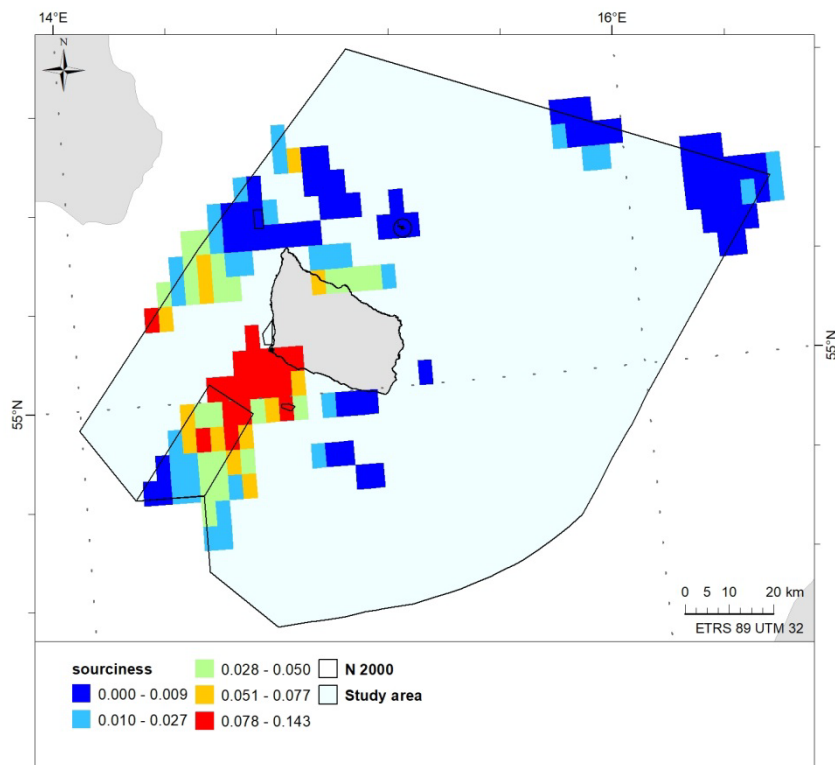 14°E
16°E
N
55°N
55°N
0 5 10 20 km
ETRS 89 UTM 32
sourciness
0.000 - 0.009
0.010 - 0.027
0.028 - 0.050
0.051 - 0.077
0.078 - 0.143
N 2000
Study area